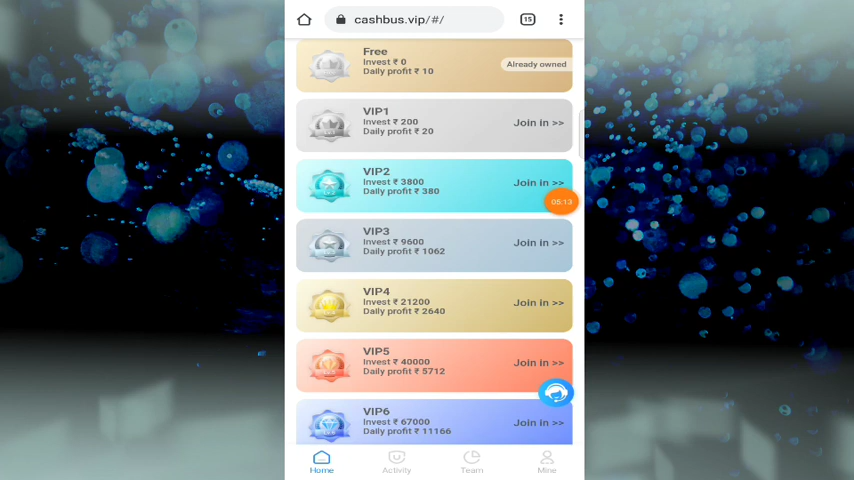 cashbus.vip/#/
15
Free
Invest ₹ 0
Daily profit ₹ 10
Already owned
VIP1
Invest ₹ 200
Daily profit ₹ 20
Join in >>
VIP2
Invest ₹ 3800
Daily profit ₹ 380
Join in >>
05:13
VIP3
Invest ₹ 9600
Daily profit ₹ 1062
Join in >>
VIP4
Invest ₹ 21200
Daily profit ₹ 2640
Join in >>
VIP5
Invest ₹ 40000
Daily profit ₹ 5712
Join in >>
VIP6
Invest ₹ 67000
Daily profit ₹ 11166
Join in >>
Home
Activity
Team
Mine